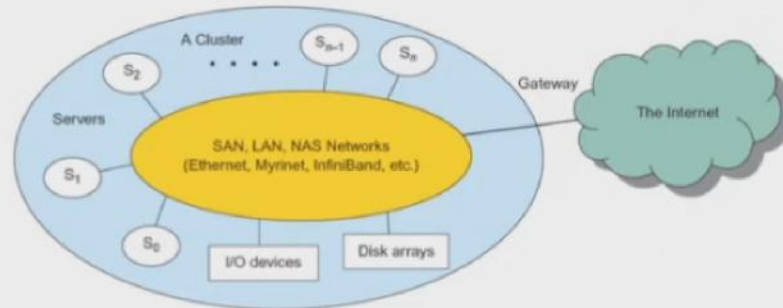 A Cluster
Sn–1
Sn
S2
Gateway
The Internet
Servers
SAN, LAN, NAS Networks
(Ethernet, Myrinet, InfiniBand, etc.)
S1
S0
I/O devices
Disk arrays